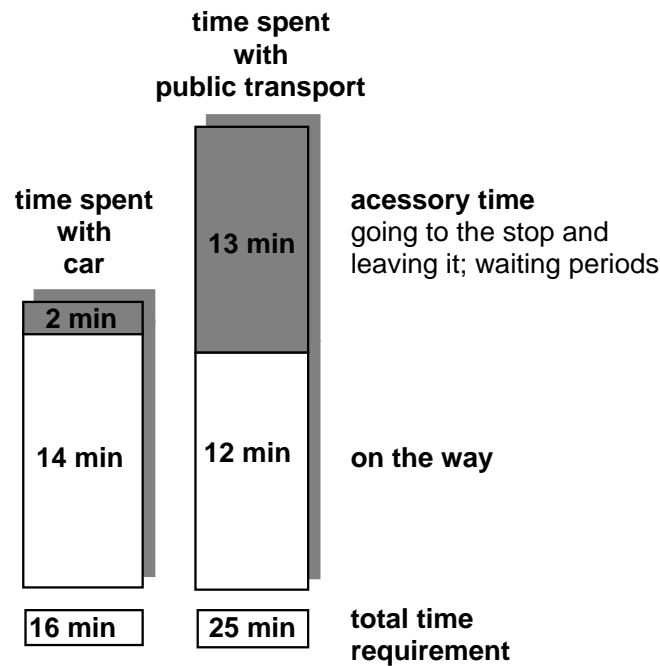 time spent
with
public transport
time spent
with
car
acessory time
going to the stop and
leaving it; waiting periods
13 min
2 min
14 min
12 min
on the way
16 min
25 min
total time
requirement